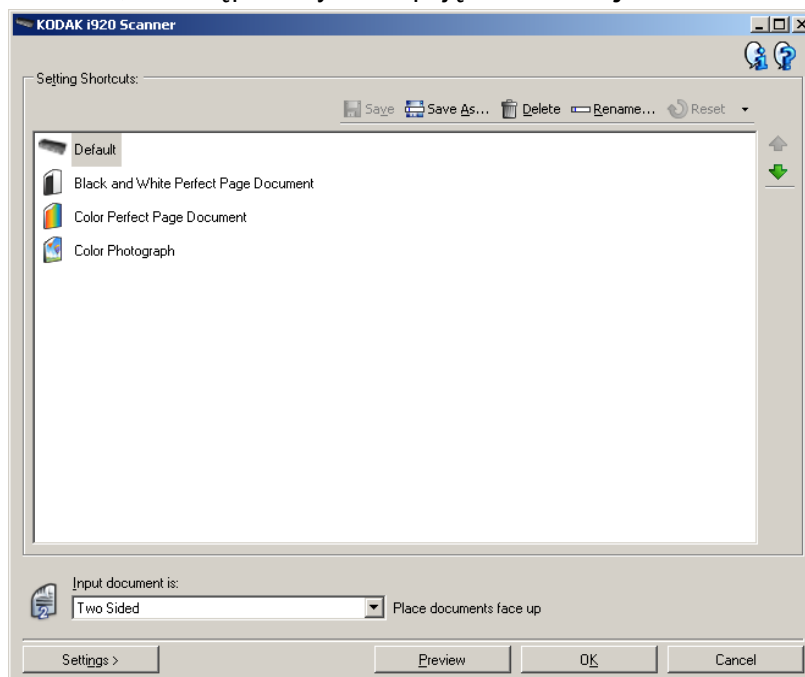 KODAK i920 Scanner
Setting Shortcuts:
Save Save As... Delete Rename... Reset
Default
Black and White Perfect Page Document
Color Perfect Page Document
Color Photograph
Input document is:
Two Sided Place documents face up
Settings > Preview OK Cancel